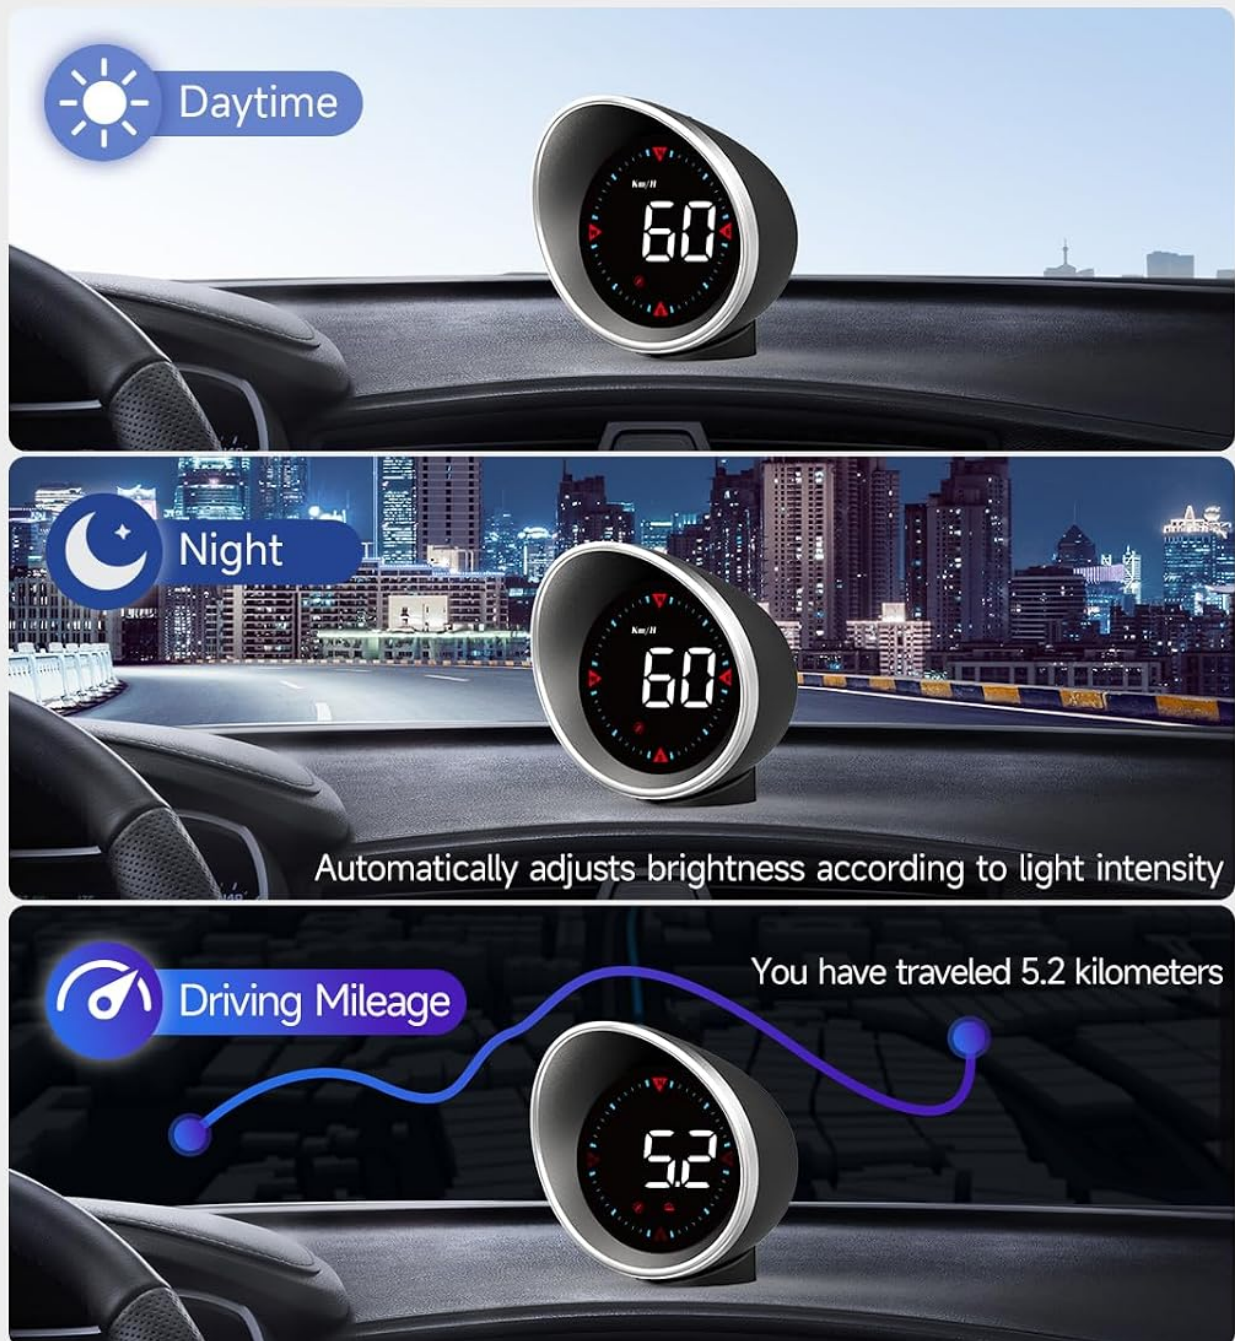 Daytime
Km/H
60
Night
Km/H
60
Automatically adjusts brightness according to light intensity
You have traveled 5.2 kilometers
Driving Mileage
5.2